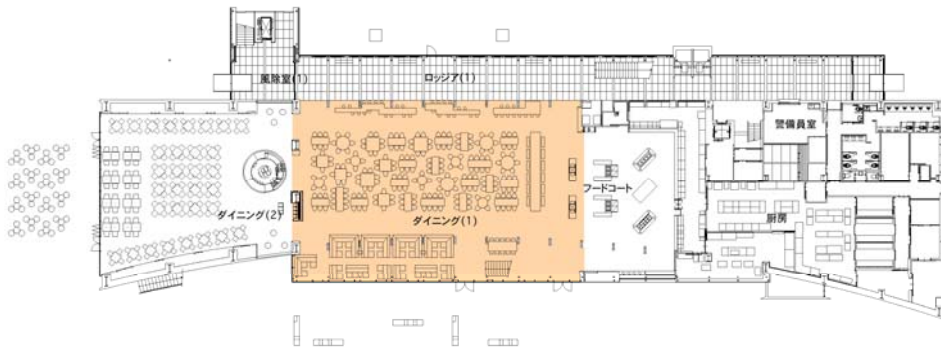 風除室(1)
ロッジア(1)
警備員室
フードコート
ダイニング(2)
ダイニング(1)
厨房